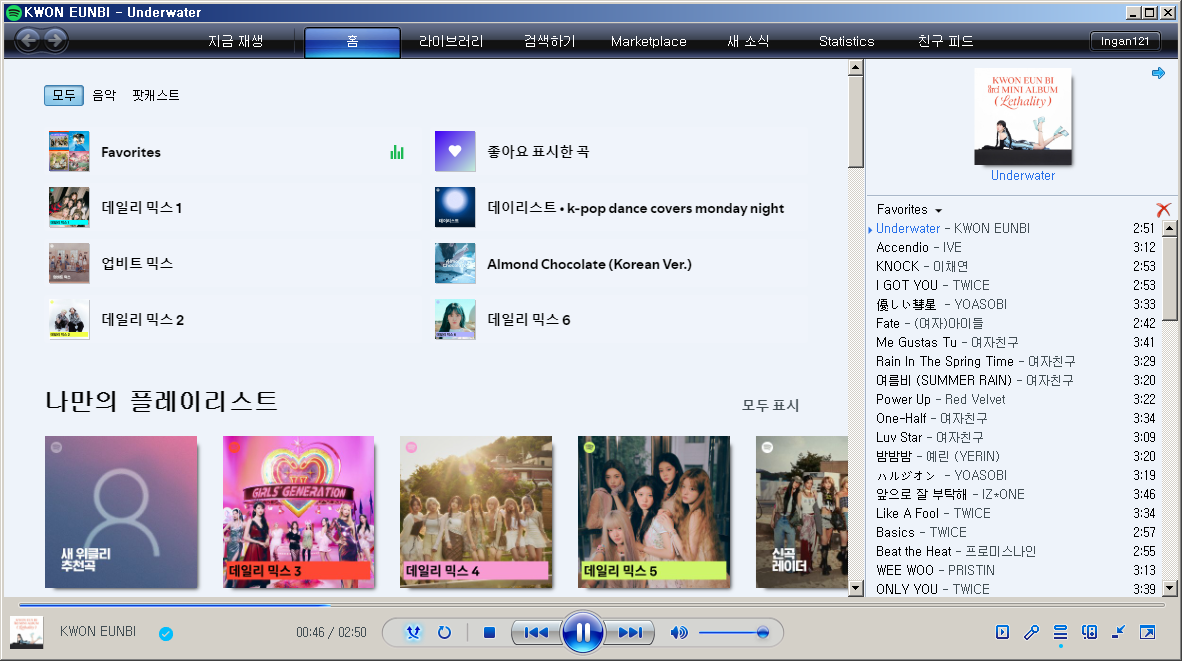 KWON EUNBI - Underwater
지금 재생 홈 라이브러리 검색하기 Marketplace 새 소식 Statistics 친구 피드 Ingan121
모두 음악 팟캐스트
Favorites
좋아요 표시한 곡
데일리 믹스 1
데이리스트 • k-pop dance covers monday night
업비트 믹스
Almond Chocolate (Korean Ver.)
데일리 믹스 2
데일리 믹스 6
나만의 플레이리스트
모두 표시
새 위클리
추천곡
GIRLS GENERATION
데일리 믹스 3
데일리 믹스 4
데일리 믹스 5
신곡
레이더
KWON EUN BI
3rd MINI ALBUM
(Lethality)
Underwater
Favorites
Underwater - KWON EUNBI 2:51
Accendio - IVE 3:12
KNOCK - 이채연 2:53
I GOT YOU - TWICE 2:53
優しい彗星 - YOASOBI 3:33
Fate - (여자)아이들 2:42
Me Gustas Tu - 여자친구 3:41
Rain In The Spring Time - 여자친구 3:29
여름비 (SUMMER RAIN) - 여자친구 3:20
Power Up - Red Velvet 3:22
One-Half - 여자친구 3:34
Luv Star - 여자친구 3:09
밤밤밤 - 예린 (YERIN) 3:20
ハルジオン - YOASOBI 3:19
앞으로 잘 부탁해 - IZ*ONE 3:46
Like A Fool - TWICE 3:34
Basics - TWICE 2:57
Beat the Heat - 프로미스나인 2:55
WEE WOO - PRISTIN 3:13
ONLY YOU - TWICE 3:39
KWON EUNBI
00:46 / 02:50